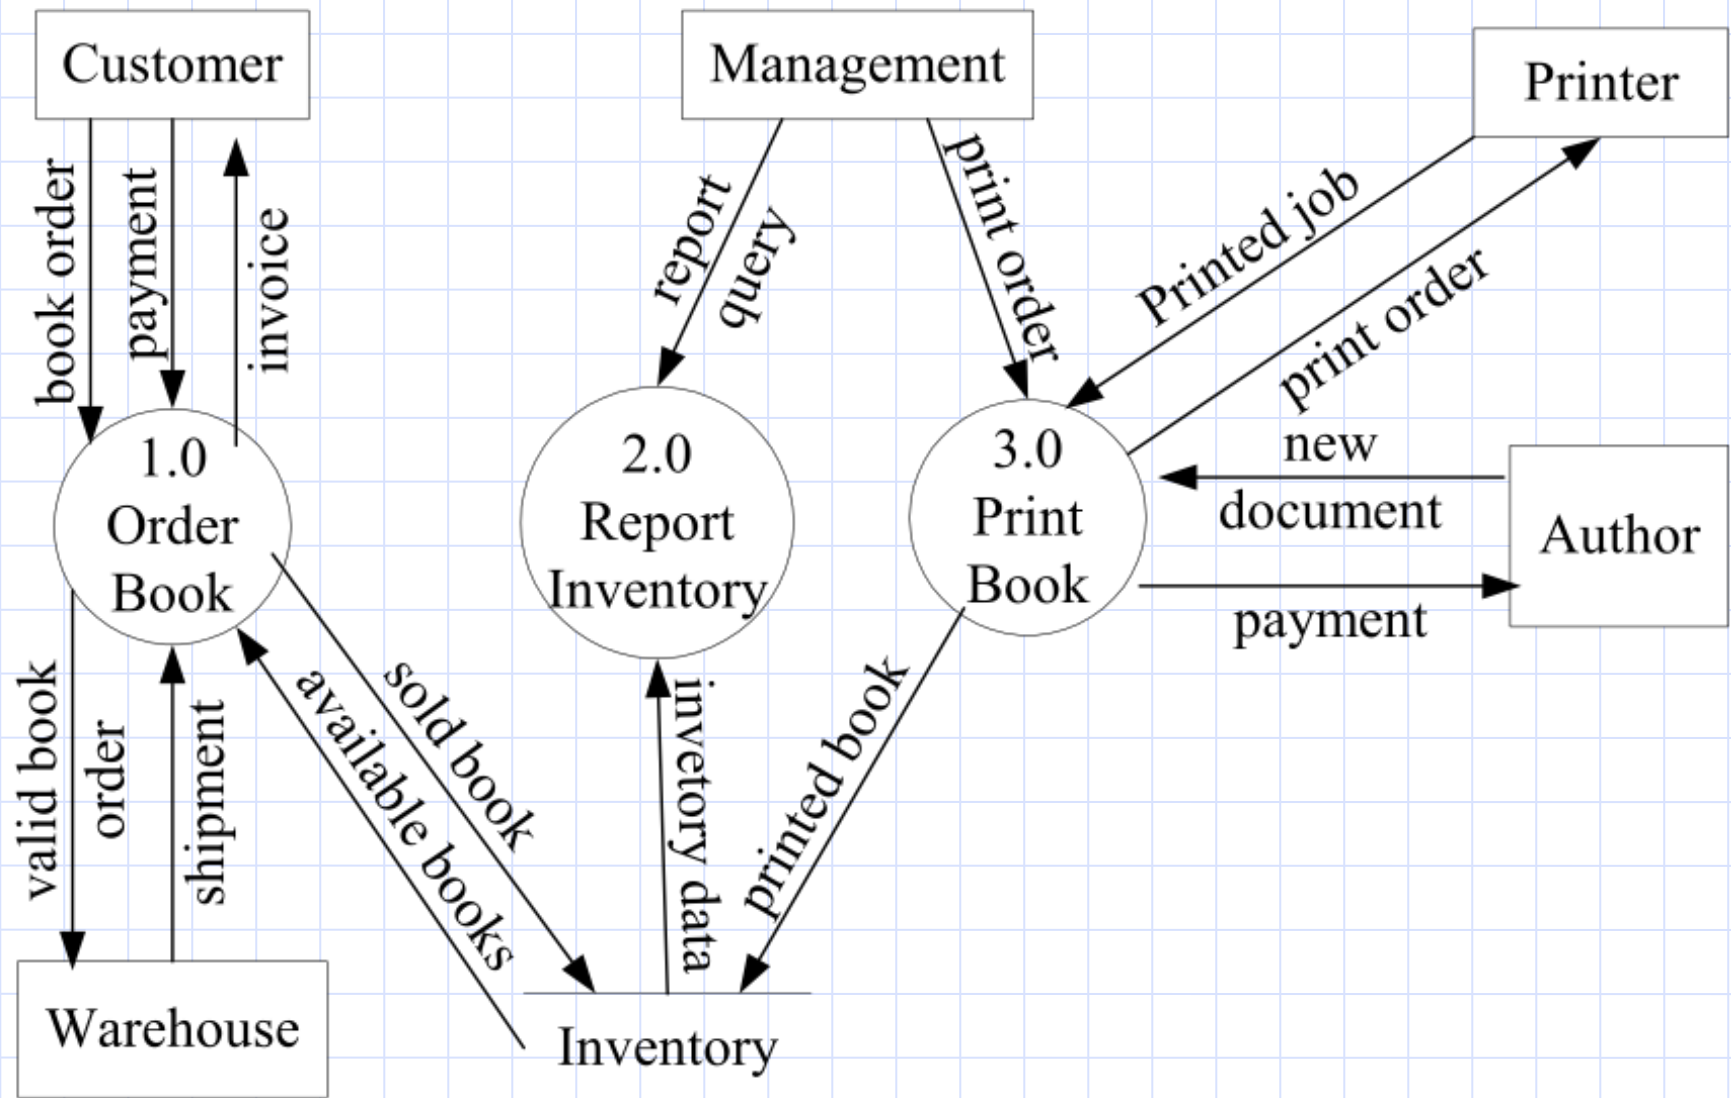 Customer
Management
Printer
book order
payment
invoice
report
query
print order
Printed job
print order
1.0
Order
Book
2.0
Report
Inventory
3.0
Print
Book
new
document
Author
payment
valid book
order
shipment
sold book
available books
invetory data
printed book
Warehouse
Inventory